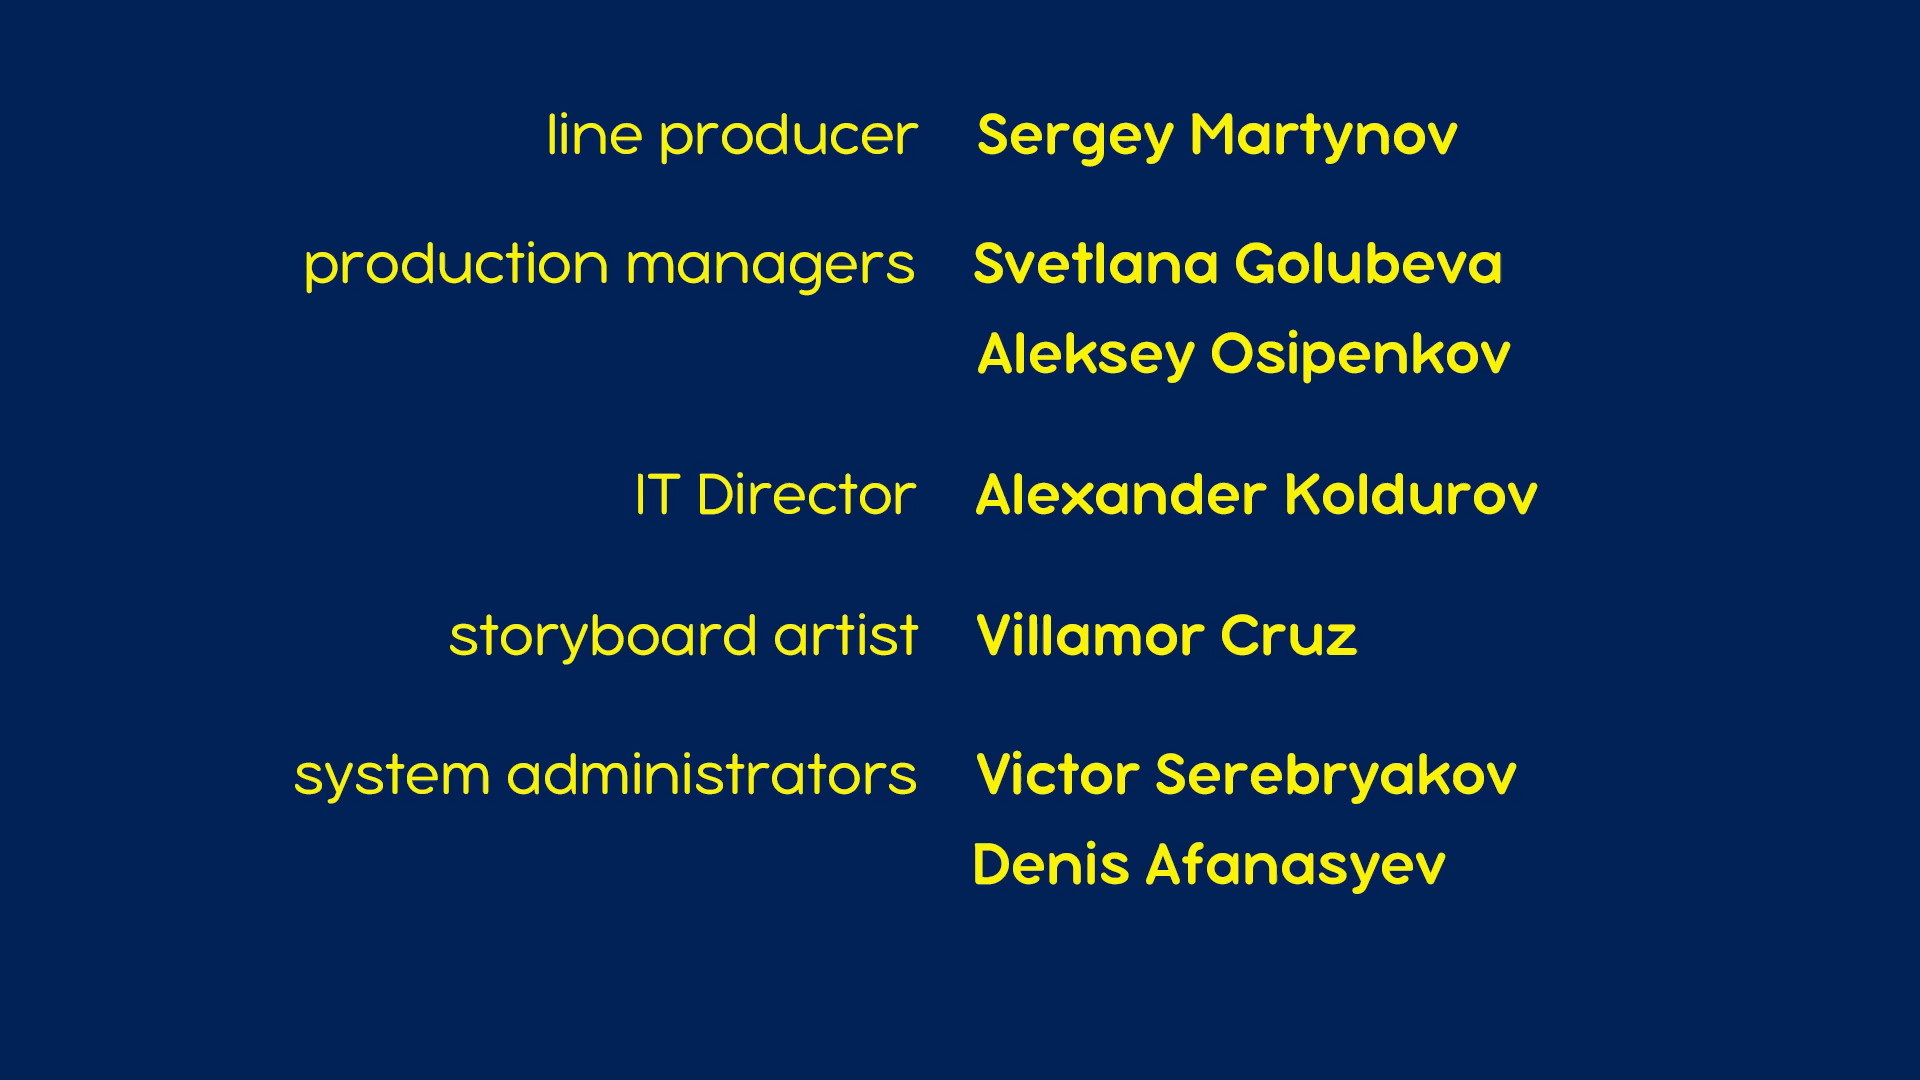 line producer Sergey Martynov
production managers Svetlana Golubeva
Aleksey Osipenkov
IT Director Alexander Koldurov
storyboard artist Villamor Cruz
system administrators Victor Serebryakov
Denis Afanasyev